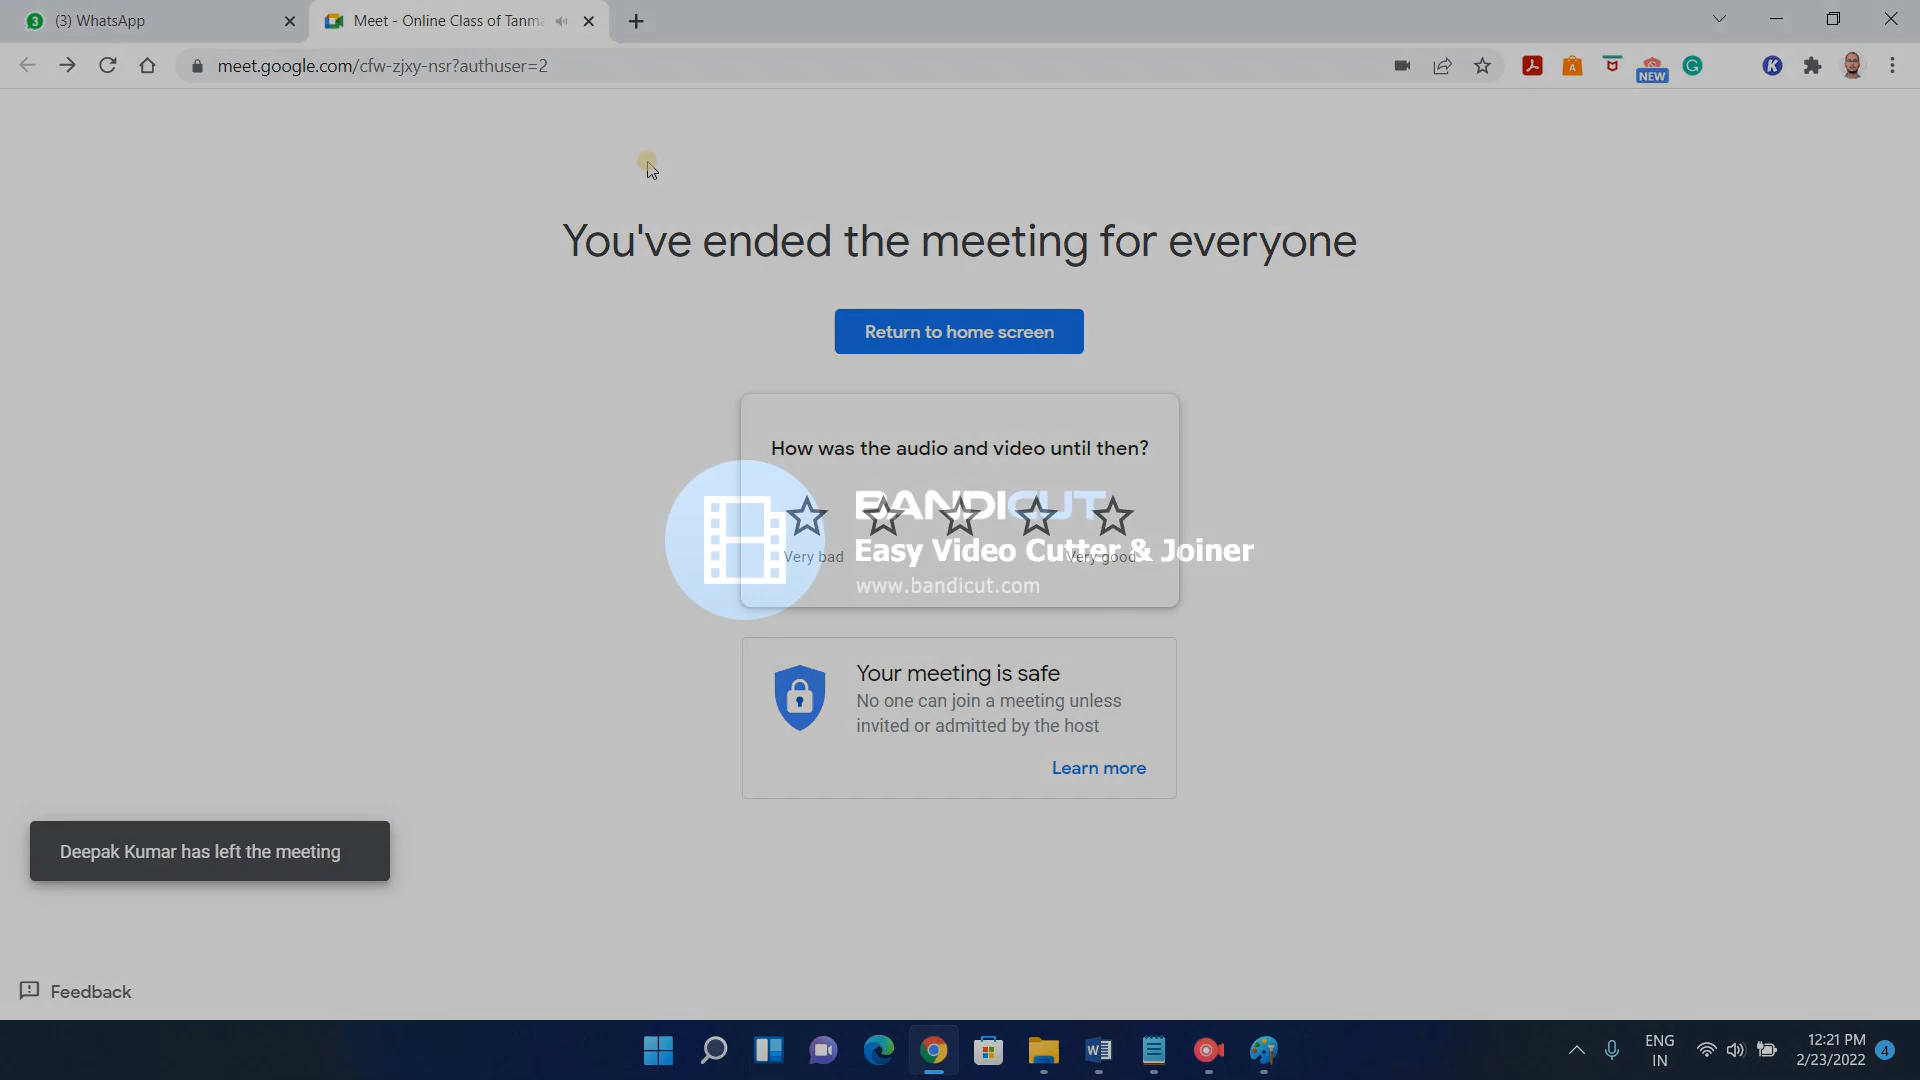 3 (3) WhatsApp
Meet - Online Class of Tanma
meet.google.com/cfw-zjxy-nsr?authuser=2
A
NEW
G
K
You've ended the meeting for everyone
Return to home screen
How was the audio and video until then?
Very bad
Very good
BANDICUT
Easy Video Cutter & Joiner
www.bandicut.com
Your meeting is safe
No one can join a meeting unless
invited or admitted by the host
Learn more
Deepak Kumar has left the meeting
Feedback
W
ENG
IN
12:21 PM
2/23/2022
4